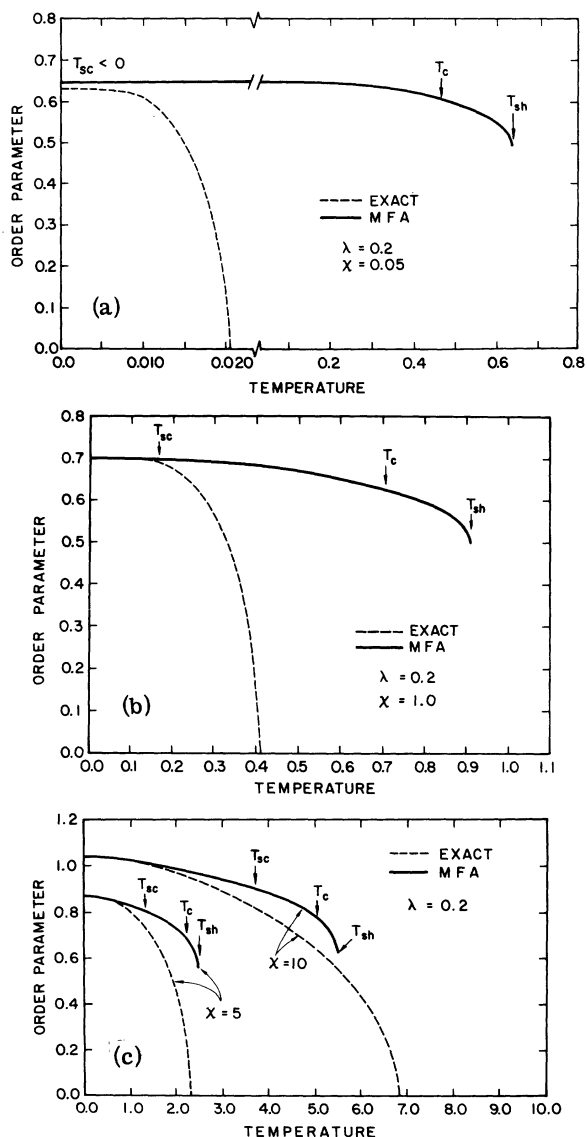 0.8
0.7
0.6
0.5
0.4
0.3
0.2
0.1
0.0
ORDER PARAMETER
T_sc < 0
T_c
T_sh
--- EXACT
— M F A
λ = 0.2
χ = 0.05
(a)
0.0 0.010 0.020 0.2 0.4 0.6 0.8
TEMPERATURE
0.8
0.7
0.6
0.5
0.4
0.3
0.2
0.1
0.0
ORDER PARAMETER
T_sc
T_c
T_sh
--- EXACT
— MFA
λ = 0.2
χ = 1.0
(b)
0.0 0.1 0.2 0.3 0.4 0.5 0.6 0.7 0.8 0.9 1.0 1.1
TEMPERATURE
1.2
1.0
0.8
0.6
0.4
0.2
0.0
ORDER PARAMETER
--- EXACT
— MFA
λ = 0.2
T_sc
T_c
T_sh
T_sc
T_c
T_sh
χ = 10
χ = 5
(c)
0.0 1.0 2.0 3.0 4.0 5.0 6.0 7.0 8.0 9.0 10.0
TEMPERATURE